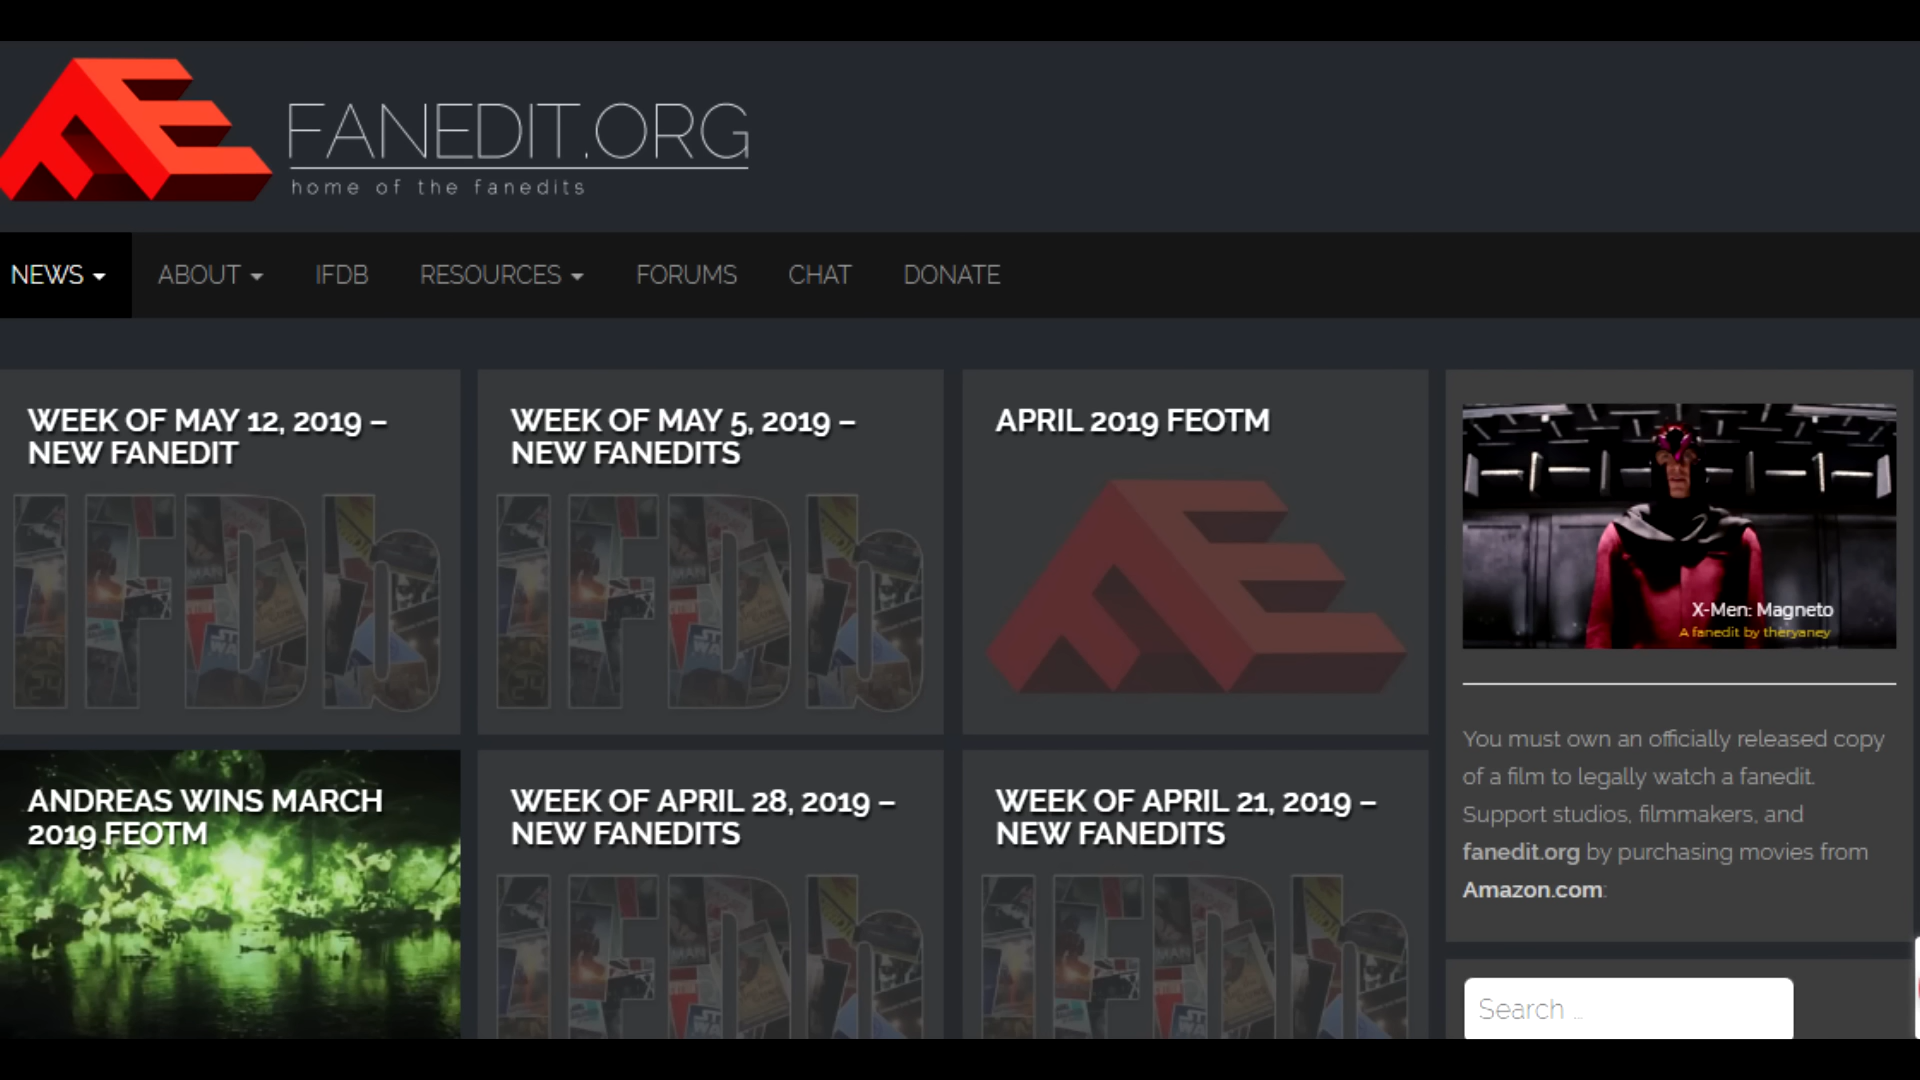 FANEDIT.ORG
home of the fanedits
NEWS
ABOUT
IFDB
RESOURCES
FORUMS
CHAT
DONATE
WEEK OF MAY 12, 2019 –
NEW FANEDIT
IFDb
WEEK OF MAY 5, 2019 –
NEW FANEDITS
IFDb
APRIL 2019 FEOTM
X-Men: Magneto
A fanedit by theryaney
You must own an officially released copy
of a film to legally watch a fanedit.
Support studios, filmmakers, and
fanedit.org by purchasing movies from
Amazon.com:
ANDREAS WINS MARCH
2019 FEOTM
WEEK OF APRIL 28, 2019 –
NEW FANEDITS
IFDb
WEEK OF APRIL 21, 2019 –
NEW FANEDITS
IFDb
Search ...